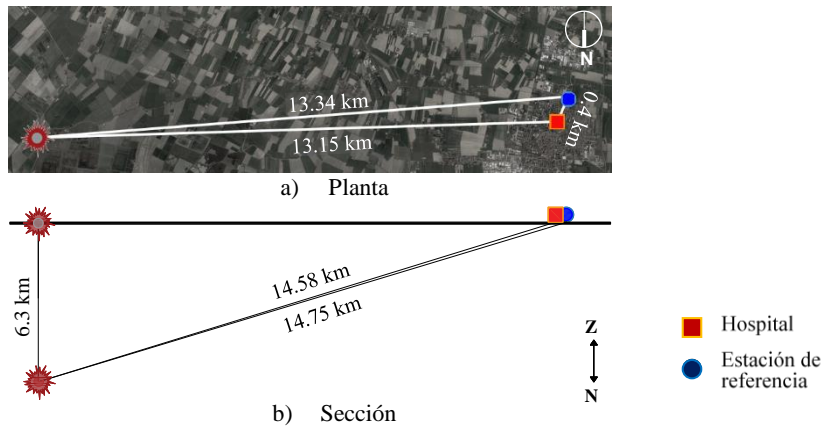 N
13.34 km
0.4 km
13.15 km
a) Planta
14.58 km
14.75 km
6.3 km
Z
N
Hospital
Estación de
referencia
b) Sección